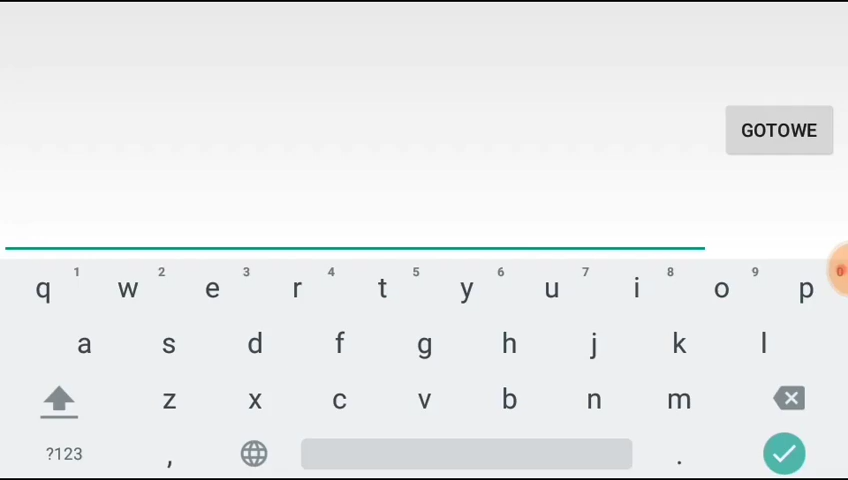 GOTOWE
1 2 3 4 5 6 7 8 9 0
q w e r t y u i o p
a s d f g h j k l
z x c v b n m
?123 , .